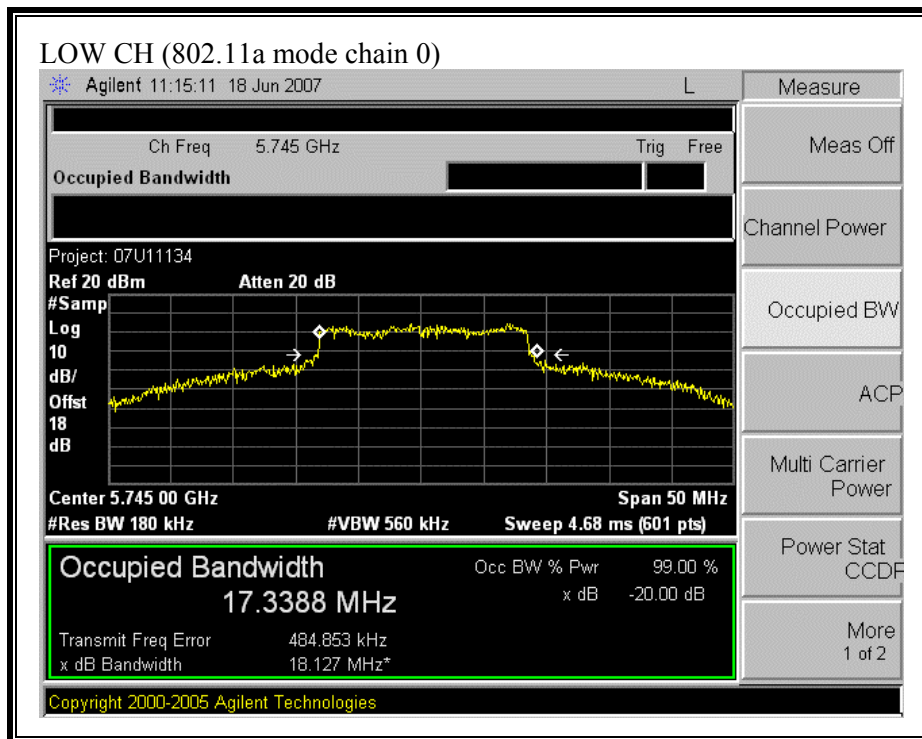 LOW CH (802.11a mode chain 0)
Agilent 11:15:11 18 Jun 2007 L
Measure
Ch Freq 5.745 GHz Trig Free
Occupied Bandwidth
Meas Off
Channel Power
Project: 07U11134
Ref 20 dBm Atten 20 dB
#Samp
Log
10
dB/
Offst
18
dB
Occupied BW
ACP
Center 5.745 00 GHz Span 50 MHz
#Res BW 180 kHz #VBW 560 kHz Sweep 4.68 ms (601 pts)
Multi Carrier
Power
Occupied Bandwidth Occ BW % Pwr 99.00 %
17.3388 MHz x dB -20.00 dB
Transmit Freq Error 484.853 kHz
x dB Bandwidth 18.127 MHz*
Power Stat
CCDF
More
1 of 2
Copyright 2000-2005 Agilent Technologies